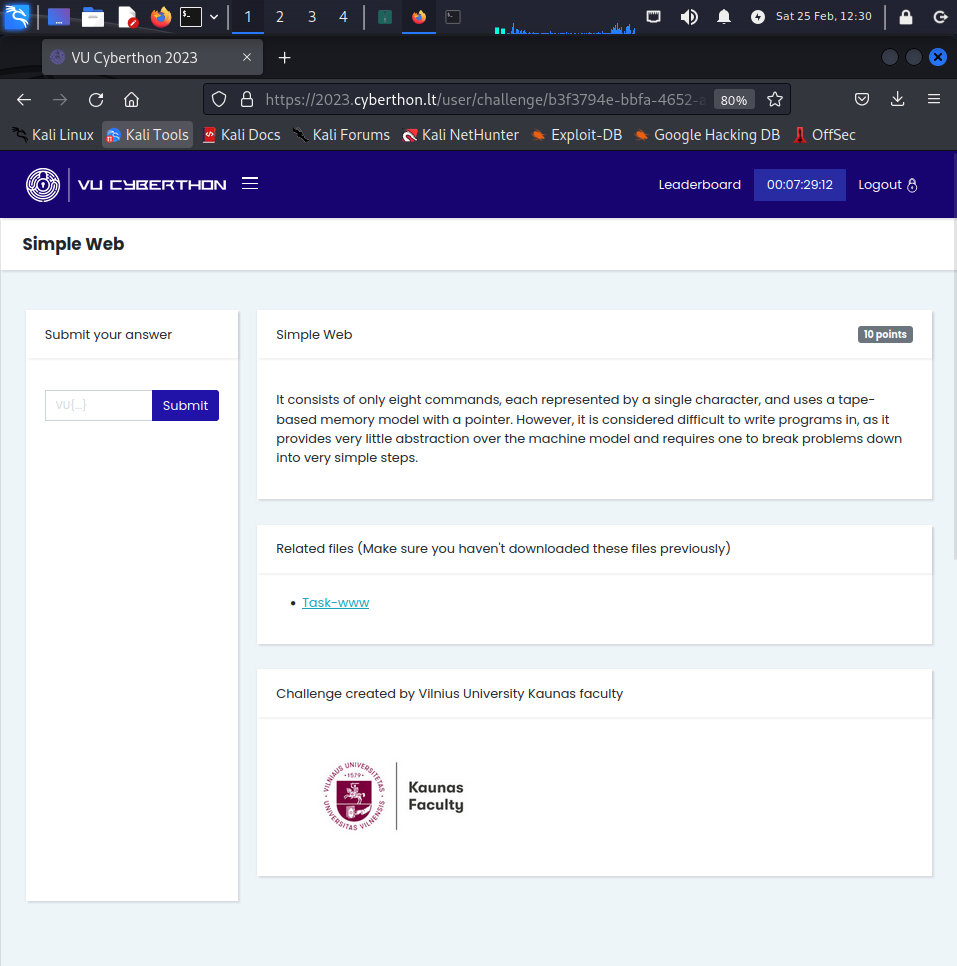 1 2 3 4 Sat 25 Feb, 12:30
VU Cyberthon 2023
https://2023.cyberthon.lt/user/challenge/b3f3794e-bbfa-4652-a 80%
Kali Linux Kali Tools Kali Docs Kali Forums Kali NetHunter Exploit-DB Google Hacking DB OffSec
VU CYBERTHON Leaderboard 00:07:29:12 Logout
Simple Web
Submit your answer
VU{...} Submit
Simple Web 10 points
It consists of only eight commands, each represented by a single character, and uses a tape-
based memory model with a pointer. However, it is considered difficult to write programs in, as it
provides very little abstraction over the machine model and requires one to break problems down
into very simple steps.
Related files (Make sure you haven't downloaded these files previously)
Task-www
Challenge created by Vilnius University Kaunas faculty
VILNIAUS UNIVERSITETAS
·1579·
UNIVERSITAS VILNENSIS
Kaunas
Faculty